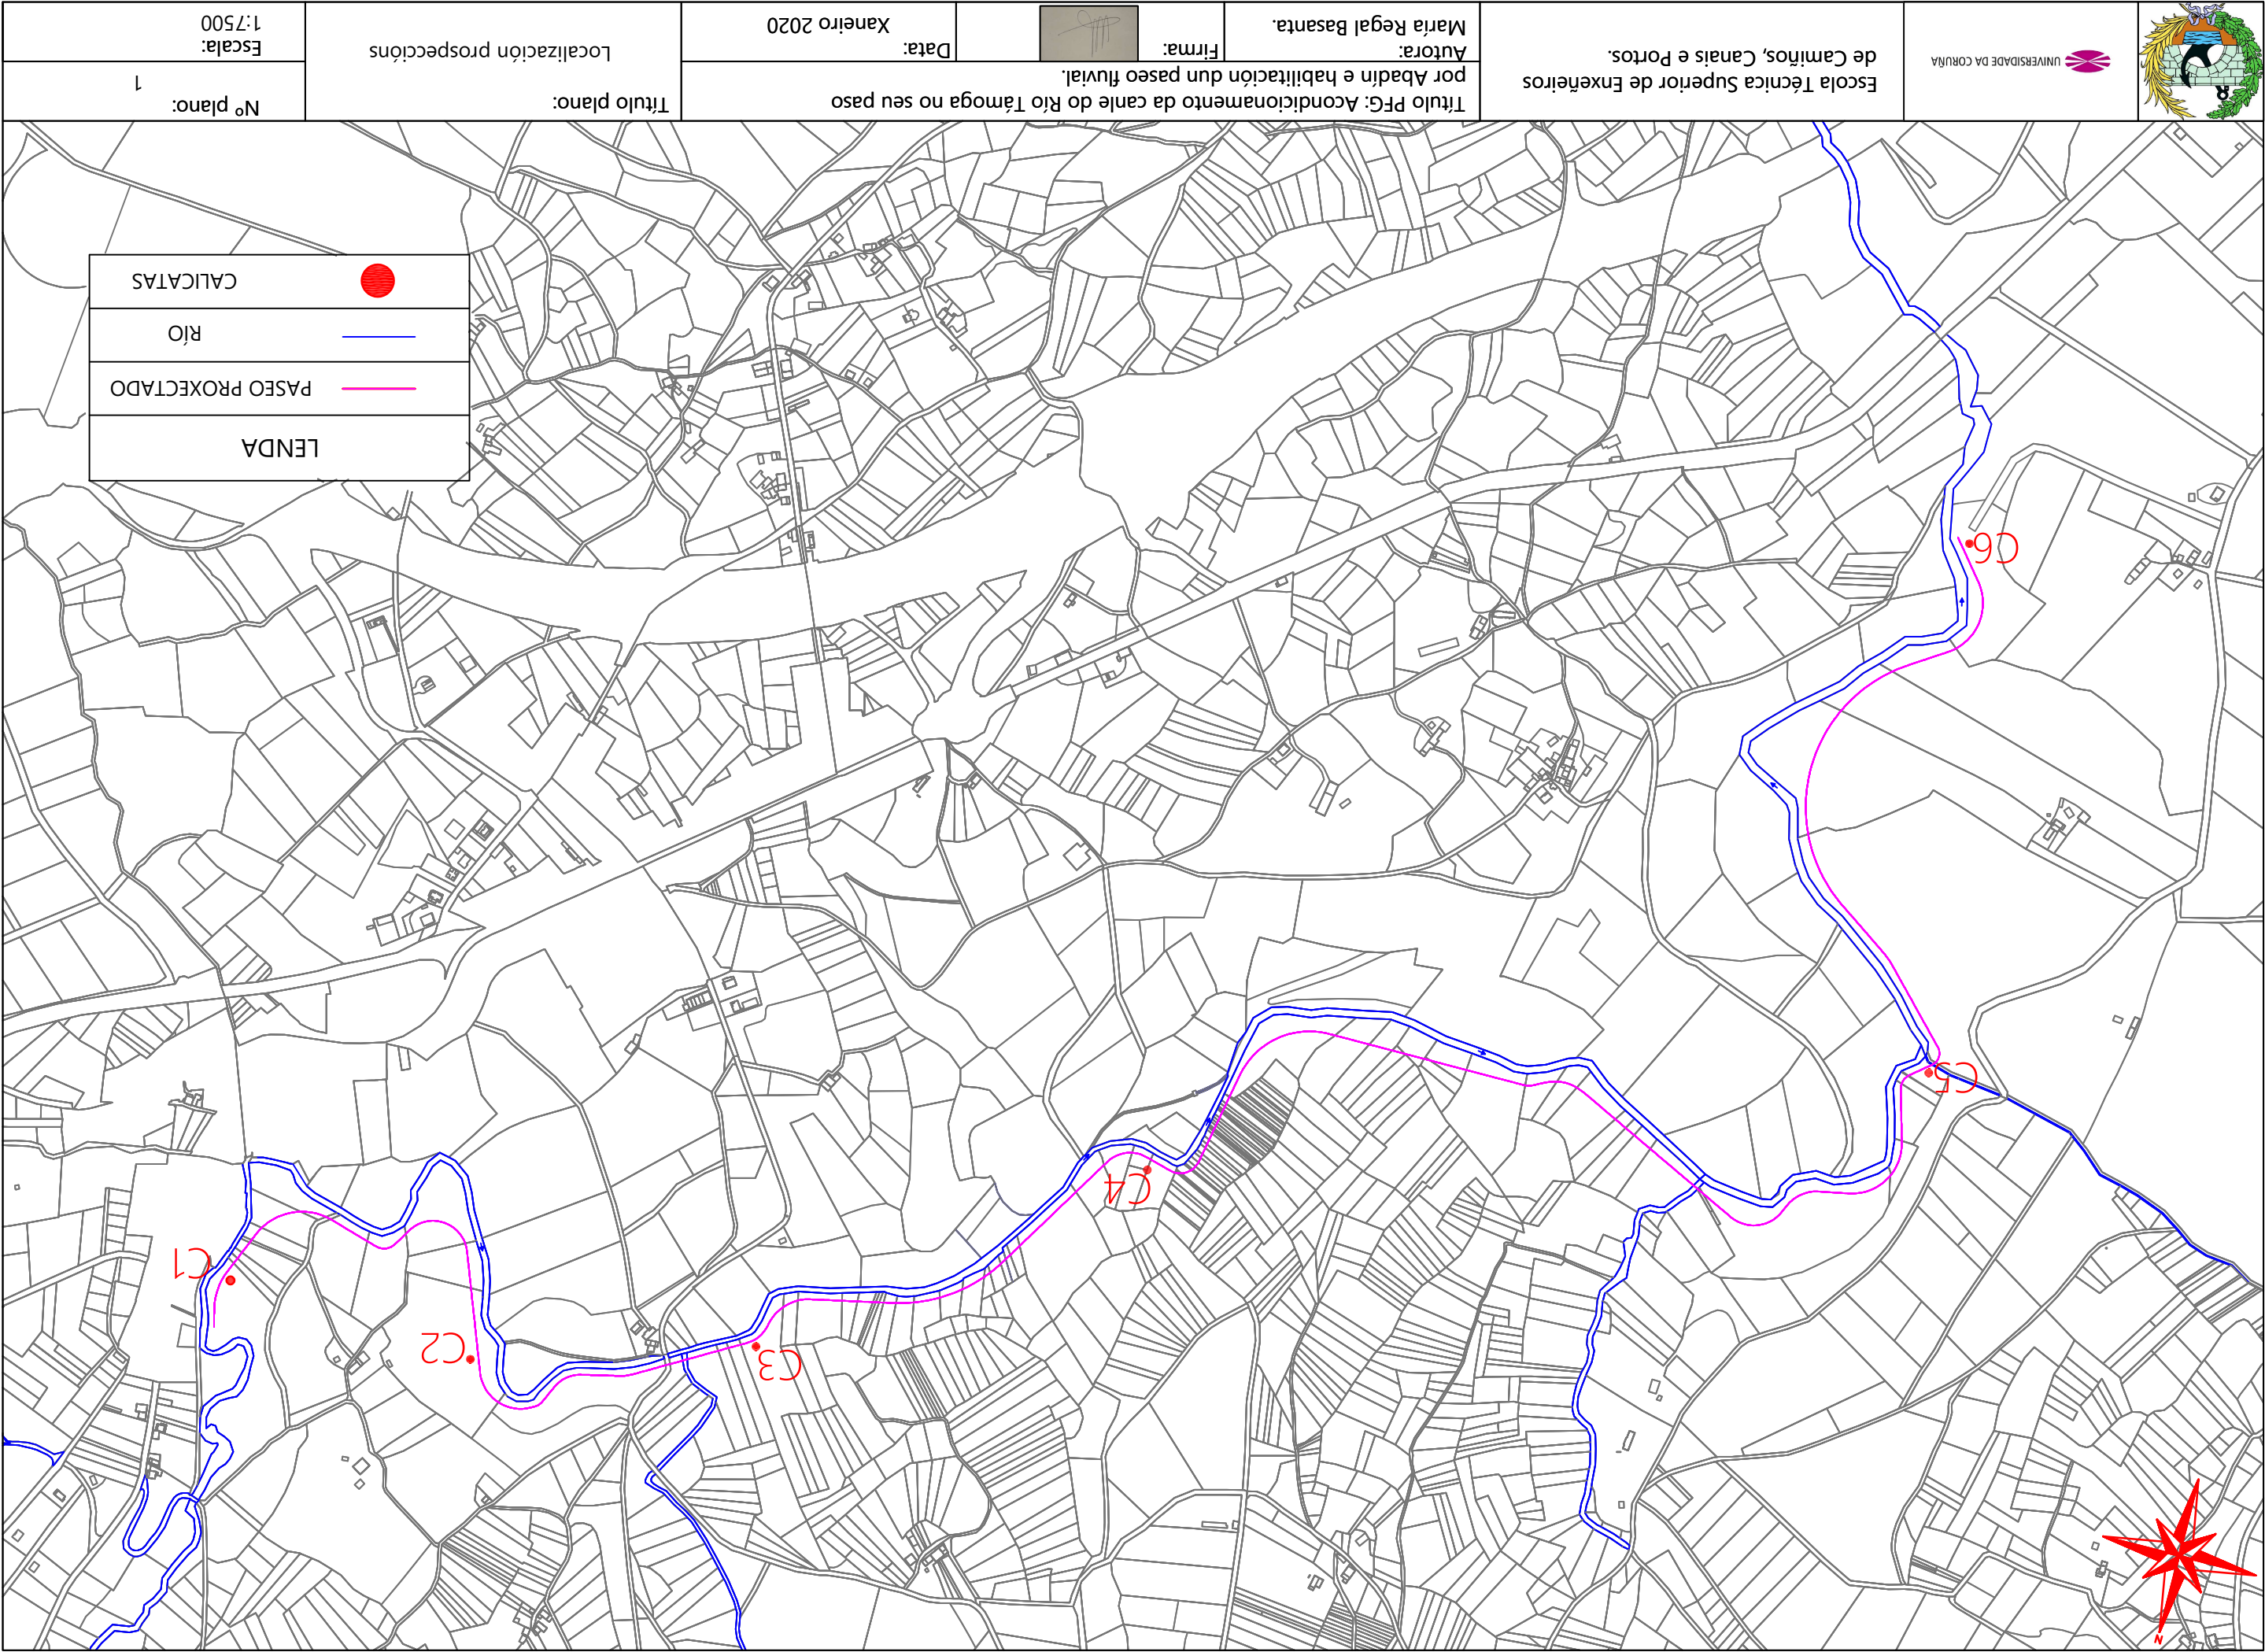 N
C5
C4
C3
C2
C1
C6
LENDA
PASEO PROXECTADO
RÍO
CALICATAS
UNIVERSIDADE DA CORUÑA
Escola Técnica Superior de Enxeñeiros
de Camiños, Canais e Portos.
Título PFG: Acondicionamento da canle do Río Támoga no seu paso
por Abadín e habilitación dun paseo fluvial.
Autora:
María Regal Basanta.
Firma:
Data:
Xaneiro 2020
Título plano:
Localización prospeccións
Nº plano:
1
Escala:
1:7500